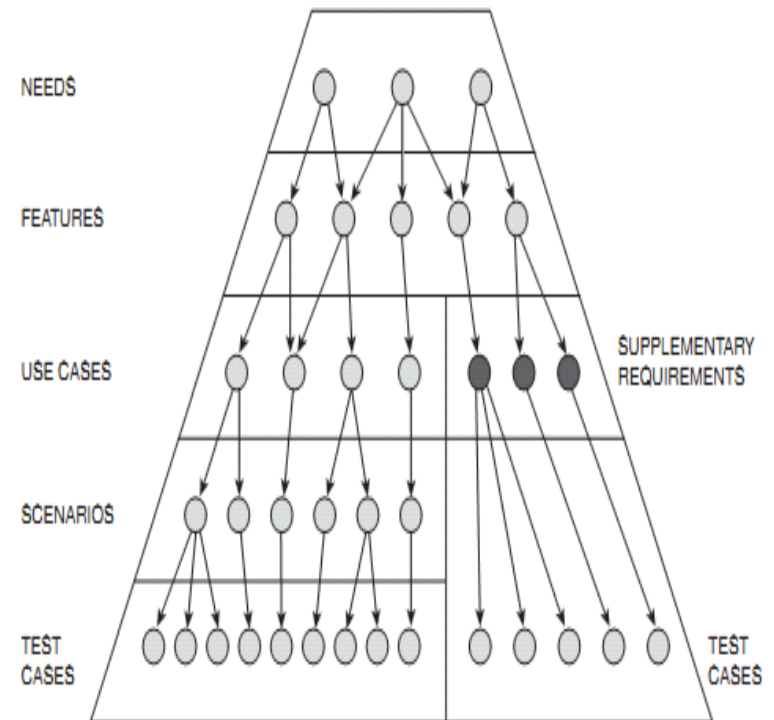 NEEDS
FEATURES
USE CASES
SUPPLEMENTARY
REQUIREMENTS
SCENARIOS
TEST
CASES
TEST
CASES